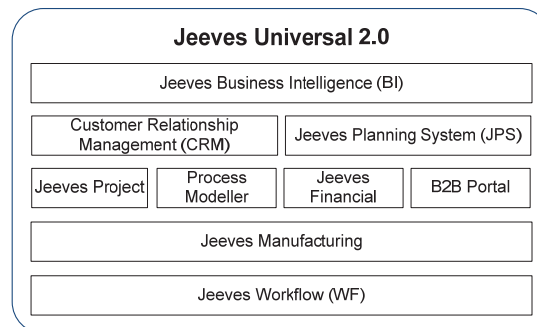 Jeeves Universal 2.0
Jeeves Business Intelligence (BI)
Customer Relationship
Management (CRM)
Jeeves Planning System (JPS)
Jeeves Project
Process
Modeller
Jeeves
Financial
B2B Portal
Jeeves Manufacturing
Jeeves Workflow (WF)